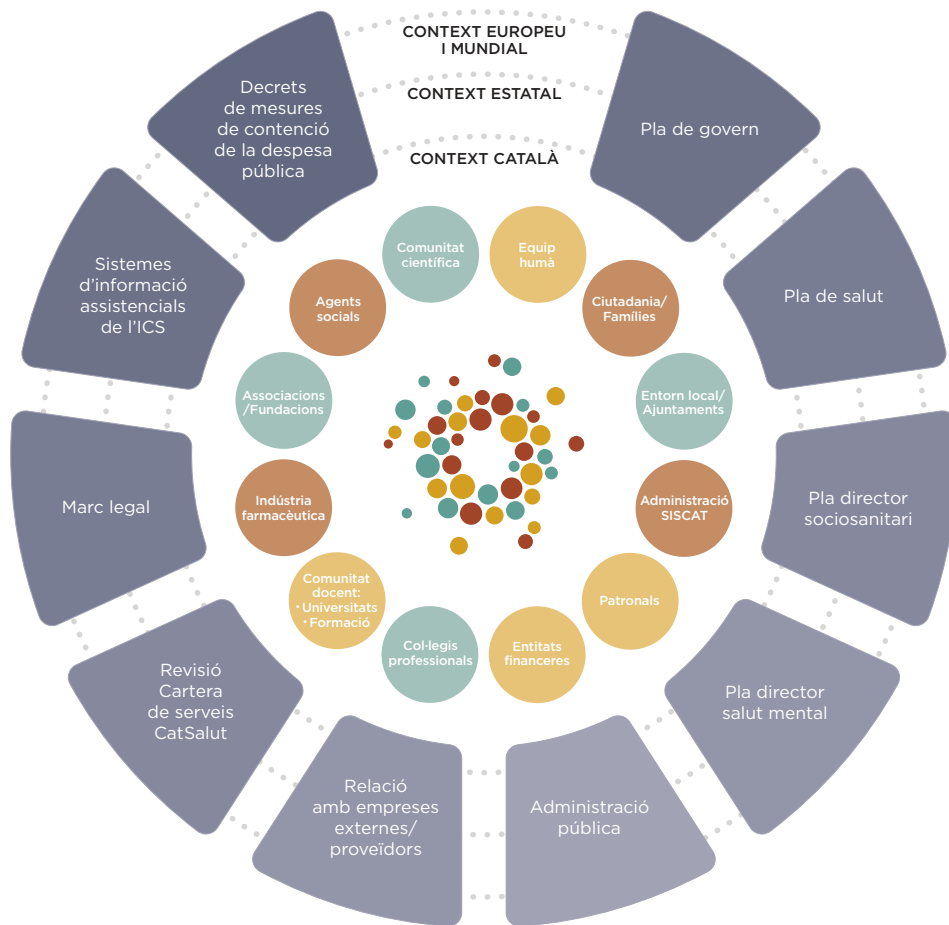 CONTEXT EUROPEU
I MUNDIAL
CONTEXT ESTATAL
CONTEXT CATALÀ
Pla de govern
Pla de salut
Pla director
sociosanitari
Pla director
salut mental
Administració
pública
Relació
amb empreses
externes/
proveïdors
Revisió
Cartera
de serveis
CatSalut
Marc legal
Sistemes
d’informació
assistencials
de l’ICS
Decrets
de mesures
de contenció
de la despesa
pública
Equip
humà
Ciutadania/
Famílies
Entorn local/
Ajuntaments
Administració
SISCAT
Patronals
Entitats
financeres
Col·legis
professionals
Comunitat
docent:
· Universitats
· Formació
Indústria
farmacèutica
Associacions
/Fundacions
Agents
socials
Comunitat
científica